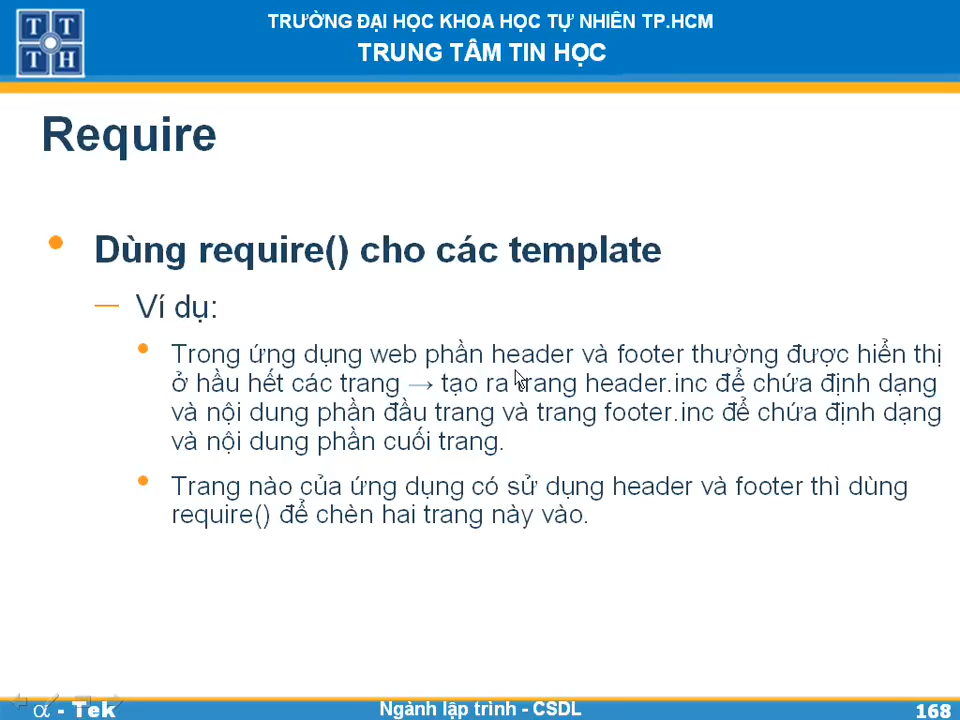 T T
T H
TRƯỜNG ĐẠI HỌC KHOA HỌC TỰ NHIÊN TP.HCM
TRUNG TÂM TIN HỌC
Require
• Dùng require() cho các template
– Ví dụ:
• Trong ứng dụng web phần header và footer thường được hiển thị
ở hầu hết các trang → tạo ra trang header.inc để chứa định dạng
và nội dung phần đầu trang và trang footer.inc để chứa định dạng
và nội dung phần cuối trang.
• Trang nào của ứng dụng có sử dụng header và footer thì dùng
require() để chèn hai trang này vào.
α - Tek
Ngành lập trình - CSDL
168